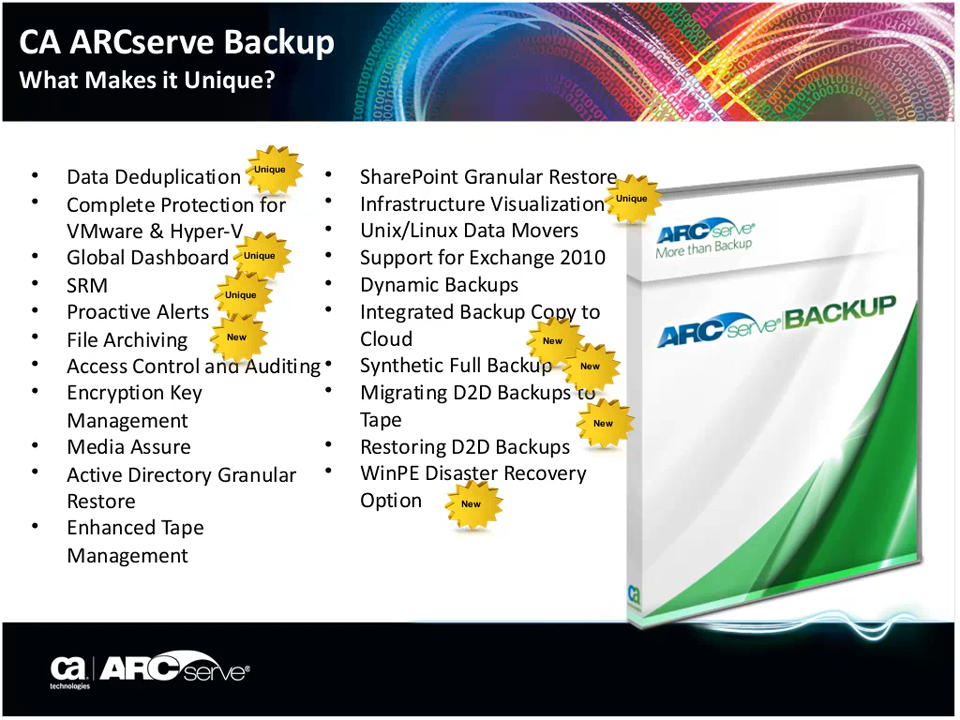 CA ARCserve Backup
What Makes it Unique?
• Data Deduplication
Unique
• Complete Protection for
VMware & Hyper-V
• Global Dashboard
Unique
• SRM
• Proactive Alerts
Unique
• File Archiving
New
• Access Control and Auditing
• Encryption Key
Management
• Media Assure
• Active Directory Granular
Restore
• Enhanced Tape
Management
• SharePoint Granular Restore
• Infrastructure Visualization
Unique
• Unix/Linux Data Movers
• Support for Exchange 2010
• Dynamic Backups
• Integrated Backup Copy to
Cloud
New
• Synthetic Full Backup
New
• Migrating D2D Backups to
Tape
New
• Restoring D2D Backups
• WinPE Disaster Recovery
Option
New
ARCserve®
More than Backup
ARCserve® | BACKUP
ca
ca technologies | ARCserve®